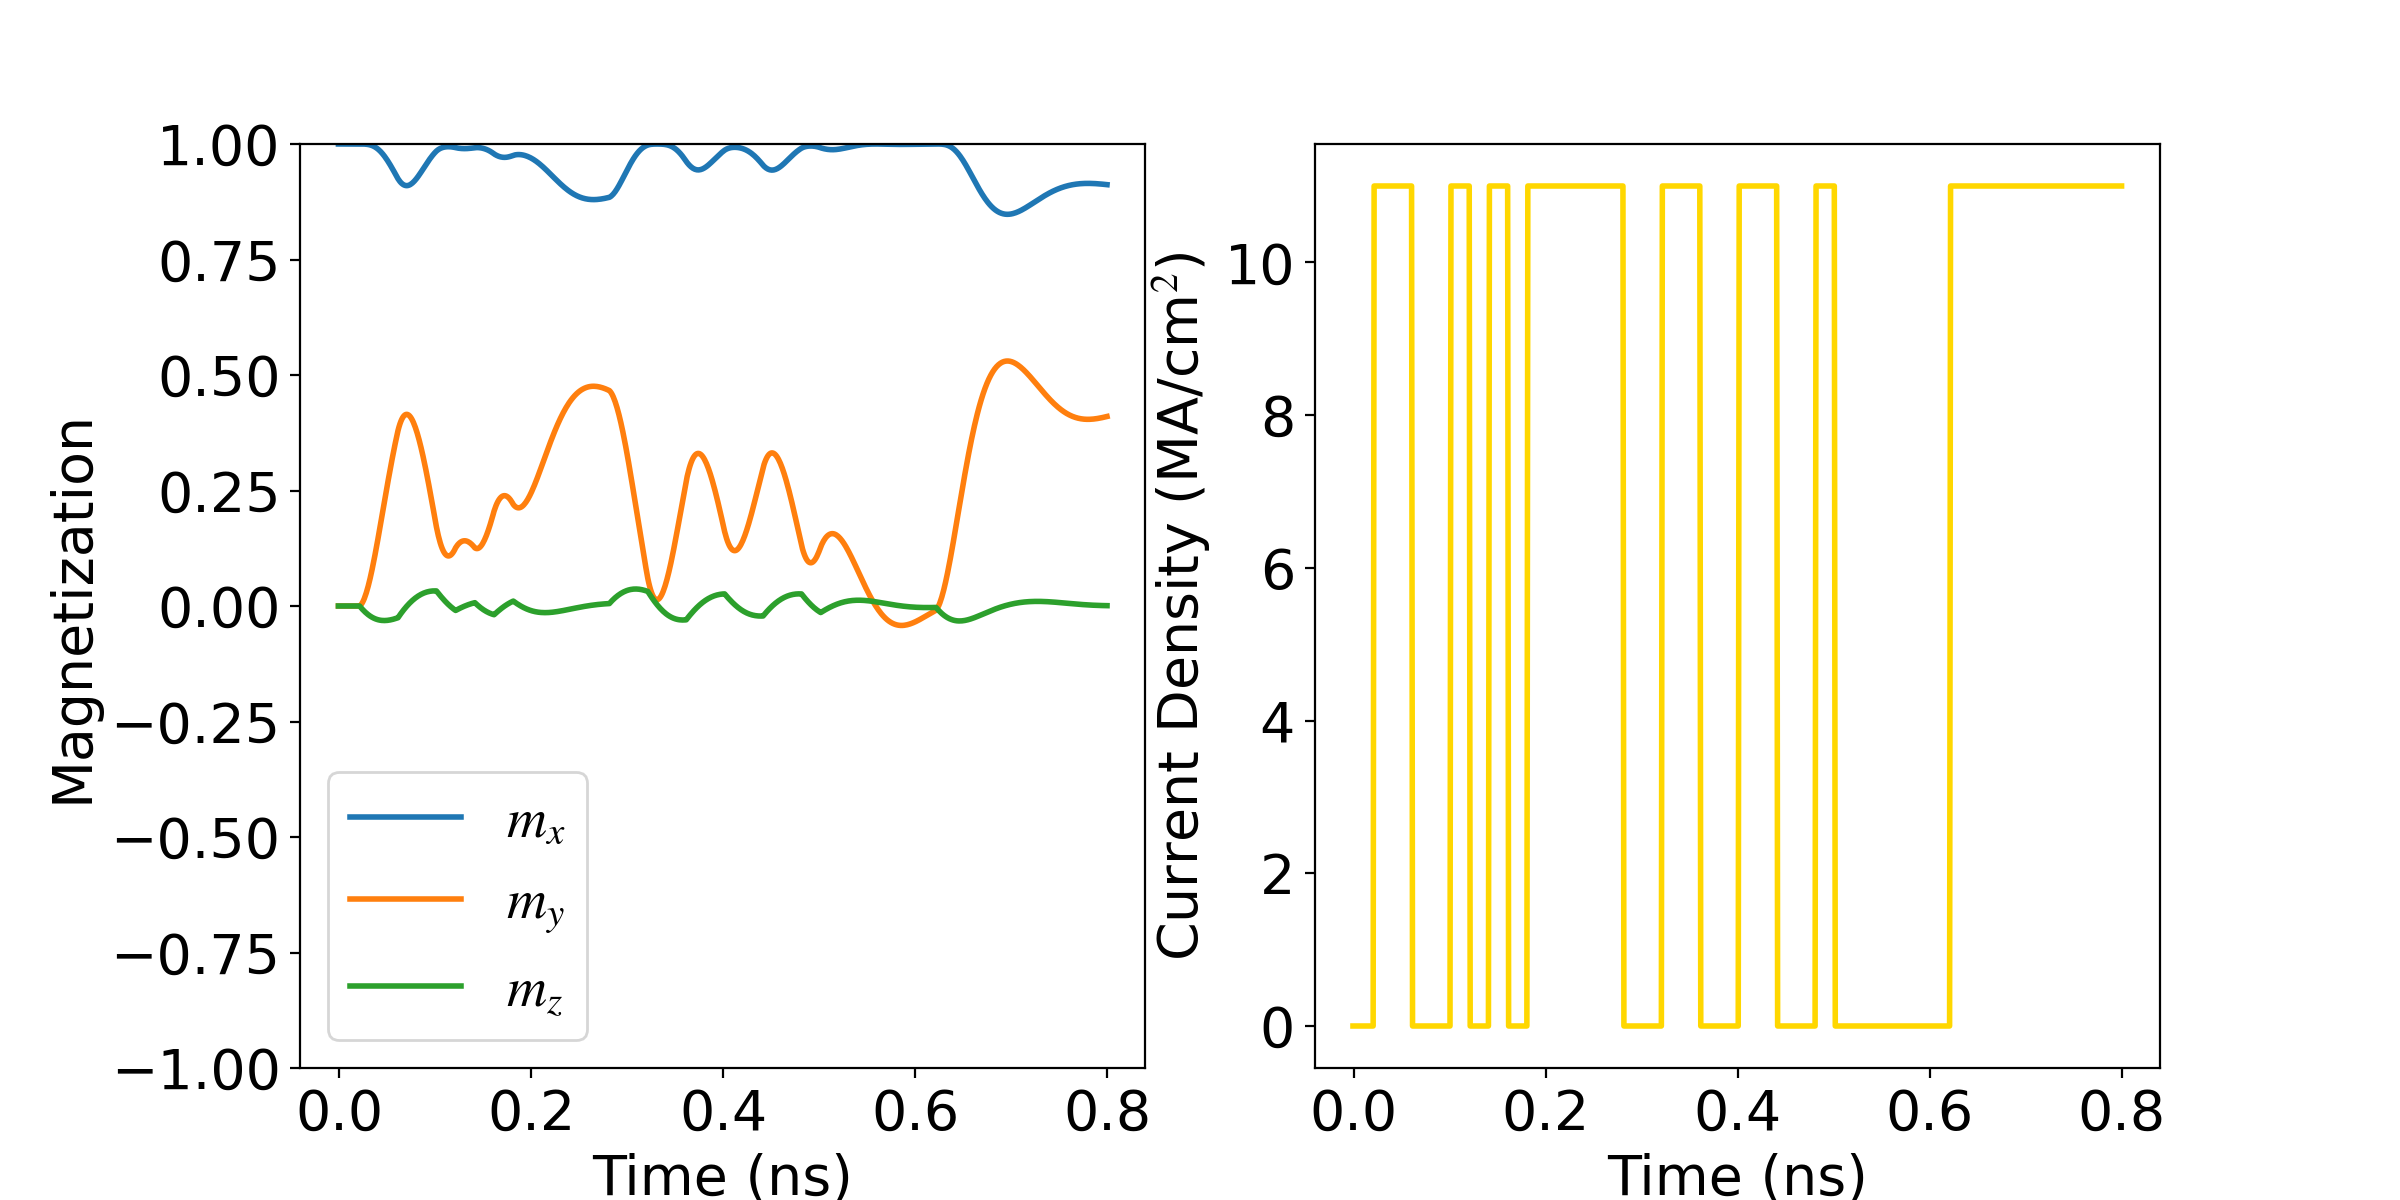 1.00
0.75
0.50
0.25
0.00
−0.25
−0.50
−0.75
−1.00
Magnetization
m_x
m_y
m_z
0.0 0.2 0.4 0.6 0.8
Time (ns)
10
8
6
4
2
0
Current Density (MA/cm²)
0.0 0.2 0.4 0.6 0.8
Time (ns)